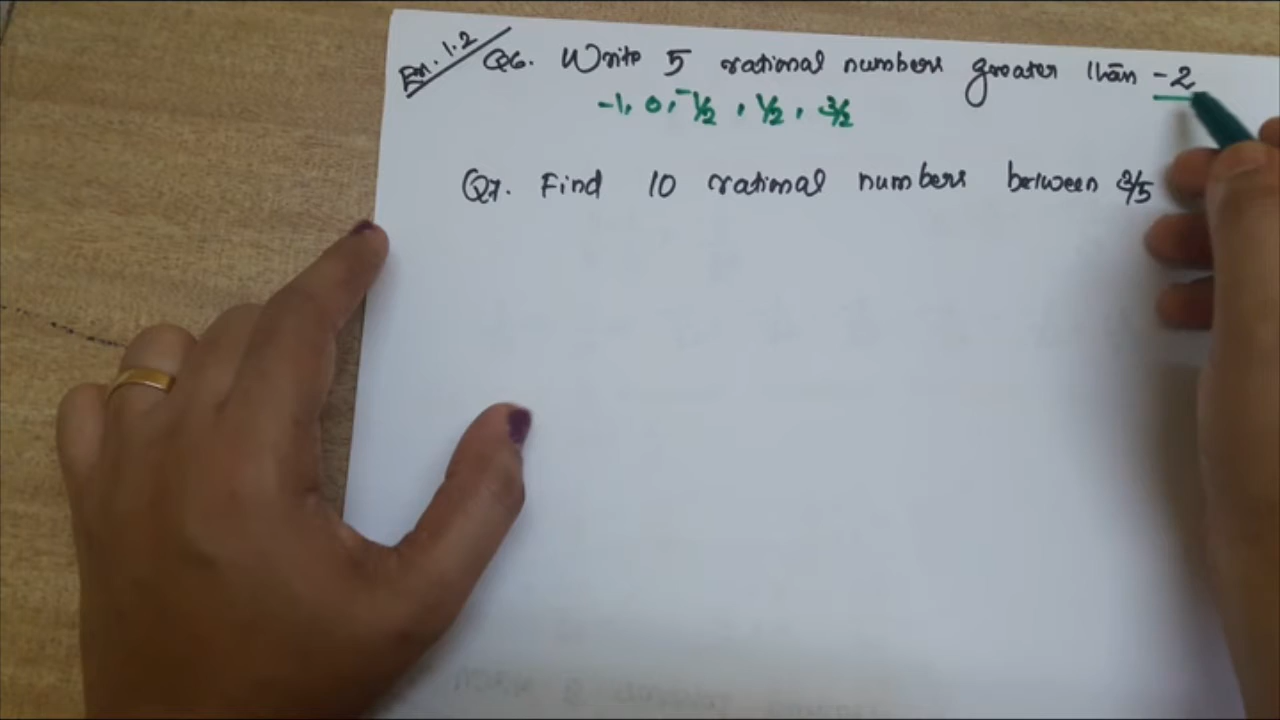 Ex. 1.2 Q6. Write 5 rational numbers greater than -2
-1, 0, -1/2, 1/2, 3/2
Q7. Find 10 rational numbers between 3/5